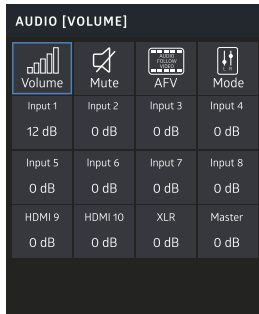 AUDIO [VOLUME]
AUDIO
FOLLOW
VIDEO
L R
Volume Mute AFV Mode
Input 1 Input 2 Input 3 Input 4
12 dB 0 dB 0 dB 0 dB
Input 5 Input 6 Input 7 Input 8
0 dB 0 dB 0 dB 0 dB
HDMI 9 HDMI 10 XLR Master
0 dB 0 dB 0 dB 0 dB